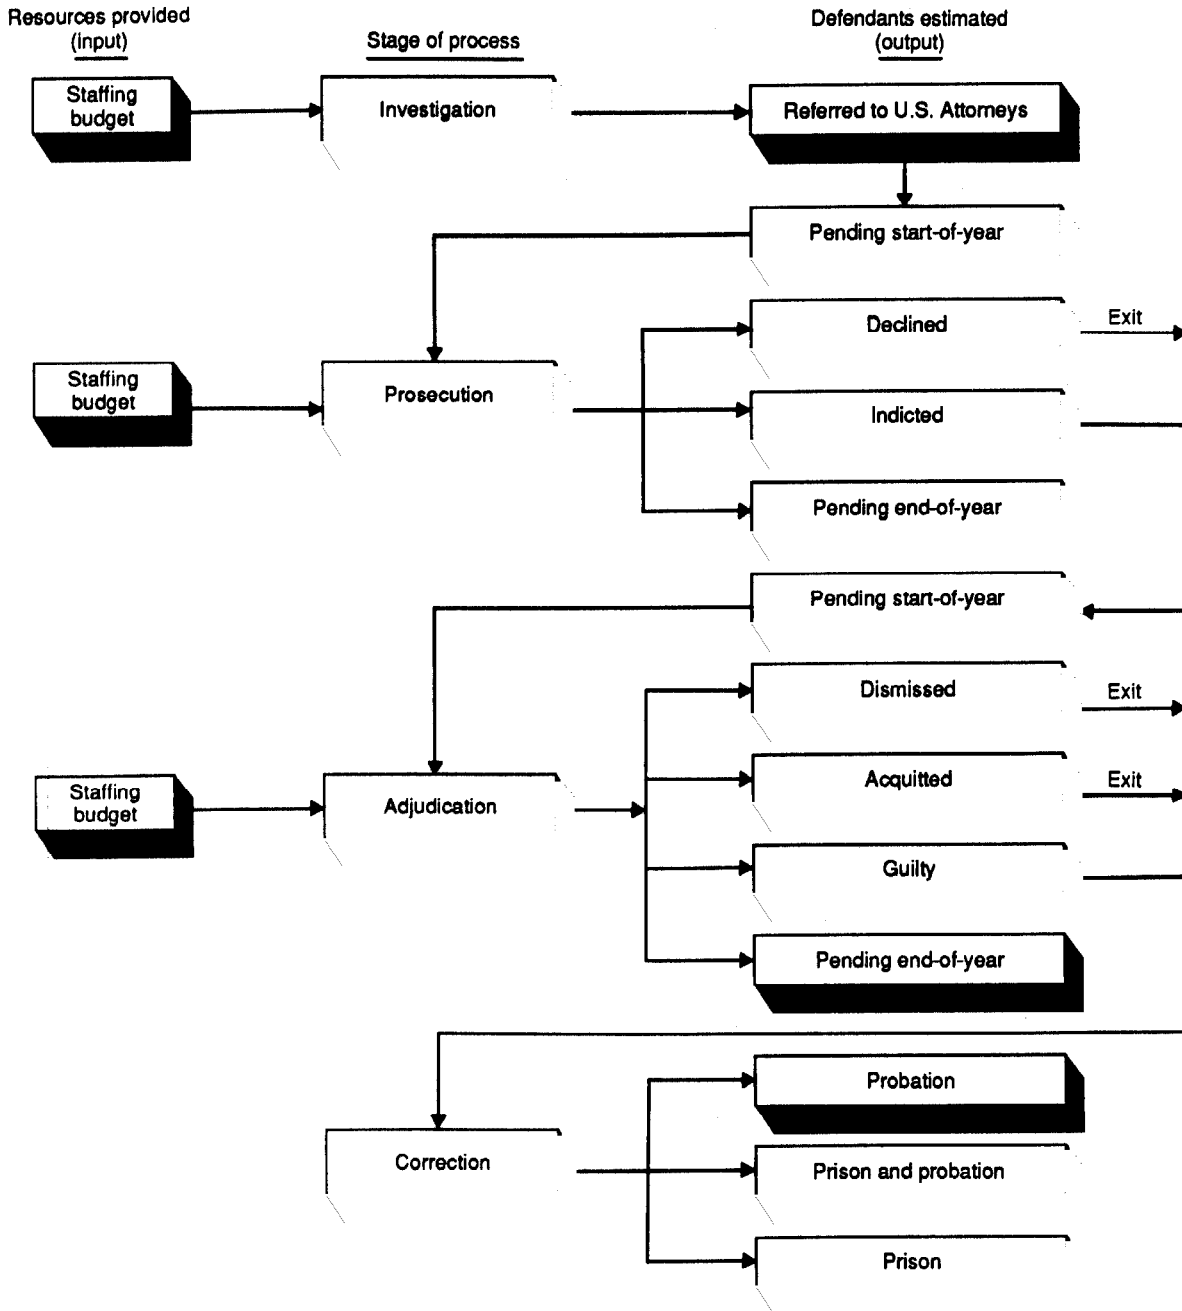 Resources provided
(input)
Stage of process
Defendants estimated
(output)
Staffing
budget
Investigation
Referred to U.S. Attorneys
Pending start-of-year
Declined
Exit
Staffing
budget
Prosecution
Indicted
Pending end-of-year
Pending start-of-year
Dismissed
Exit
Staffing
budget
Adjudication
Acquitted
Exit
Guilty
Pending end-of-year
Probation
Correction
Prison and probation
Prison